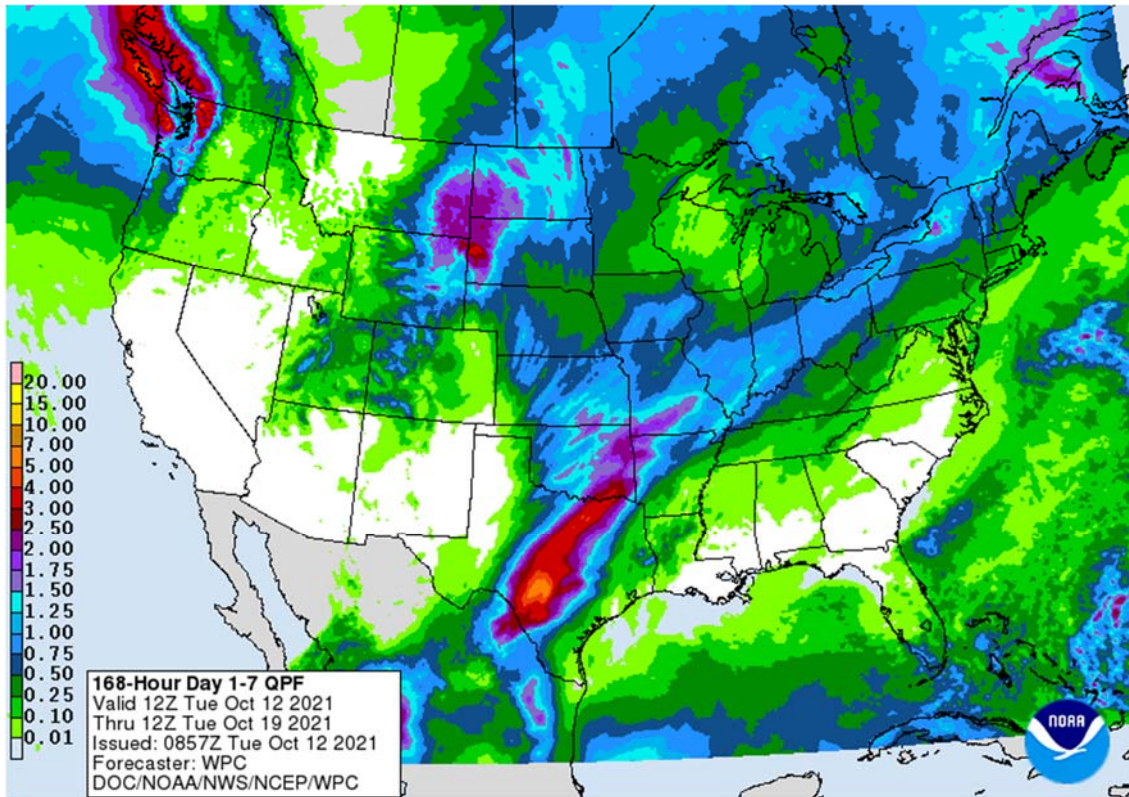 20.00
15.00
10.00
7.00
5.00
4.00
3.00
2.50
2.00
1.75
1.50
1.25
1.00
0.75
0.50
0.25
0.10
0.01
168-Hour Day 1-7 QPF
Valid 12Z Tue Oct 12 2021
Thru 12Z Tue Oct 19 2021
Issued: 0857Z Tue Oct 12 2021
Forecaster: WPC
DOC/NOAA/NWS/NCEP/WPC
NOAA